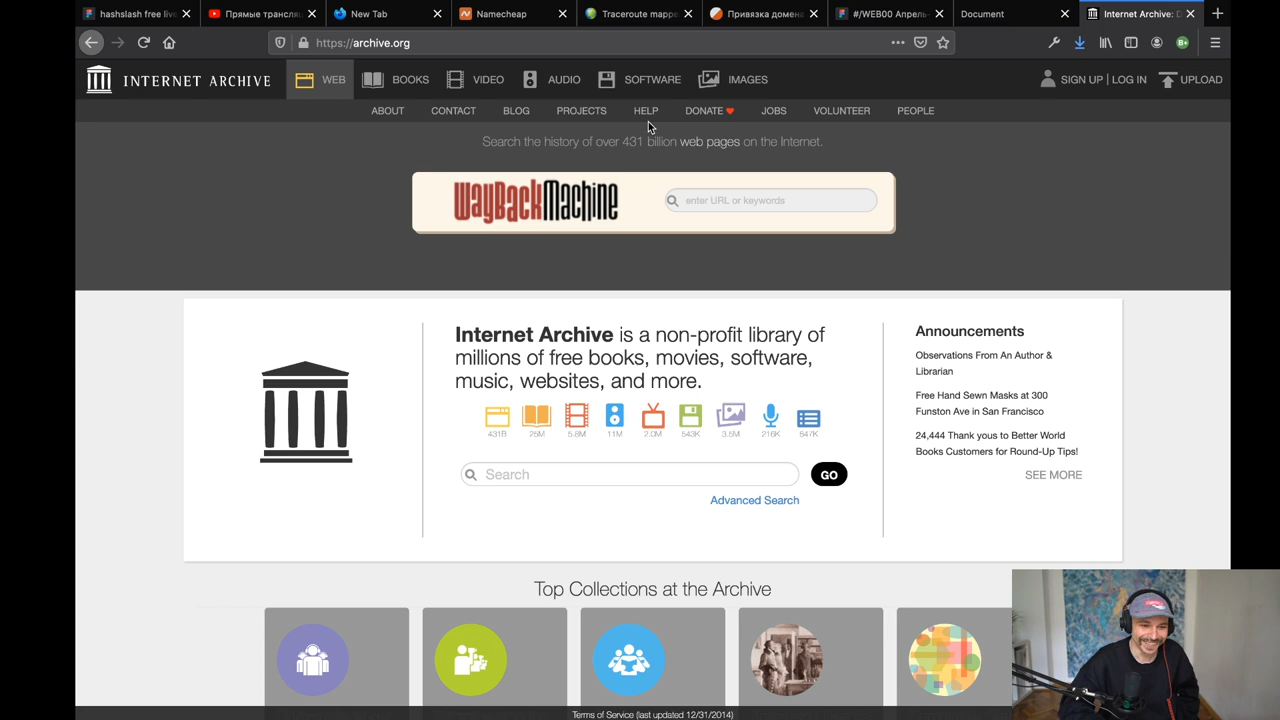 hashslash free live
Прямые трансляц
New Tab
Namecheap
Traceroute mappe
Привязка домена
#/WEB00 Апрель-
Document
Internet Archive: D
https://archive.org
B+
INTERNET ARCHIVE
WEB
BOOKS
VIDEO
AUDIO
SOFTWARE
IMAGES
SIGN UP | LOG IN
UPLOAD
ABOUT
CONTACT
BLOG
PROJECTS
HELP
DONATE
JOBS
VOLUNTEER
PEOPLE
Search the history of over 431 billion web pages on the Internet.
WayBackMachine
enter URL or keywords
Internet Archive is a non-profit library of
millions of free books, movies, software,
music, websites, and more.
431B
25M
5.8M
11M
2.0M
543K
3.5M
216K
547K
Search
GO
Advanced Search
Announcements
Observations From An Author &
Librarian
Free Hand Sewn Masks at 300
Funston Ave in San Francisco
24,444 Thank yous to Better World
Books Customers for Round-Up Tips!
SEE MORE
Top Collections at the Archive
Terms of Service (last updated 12/31/2014)